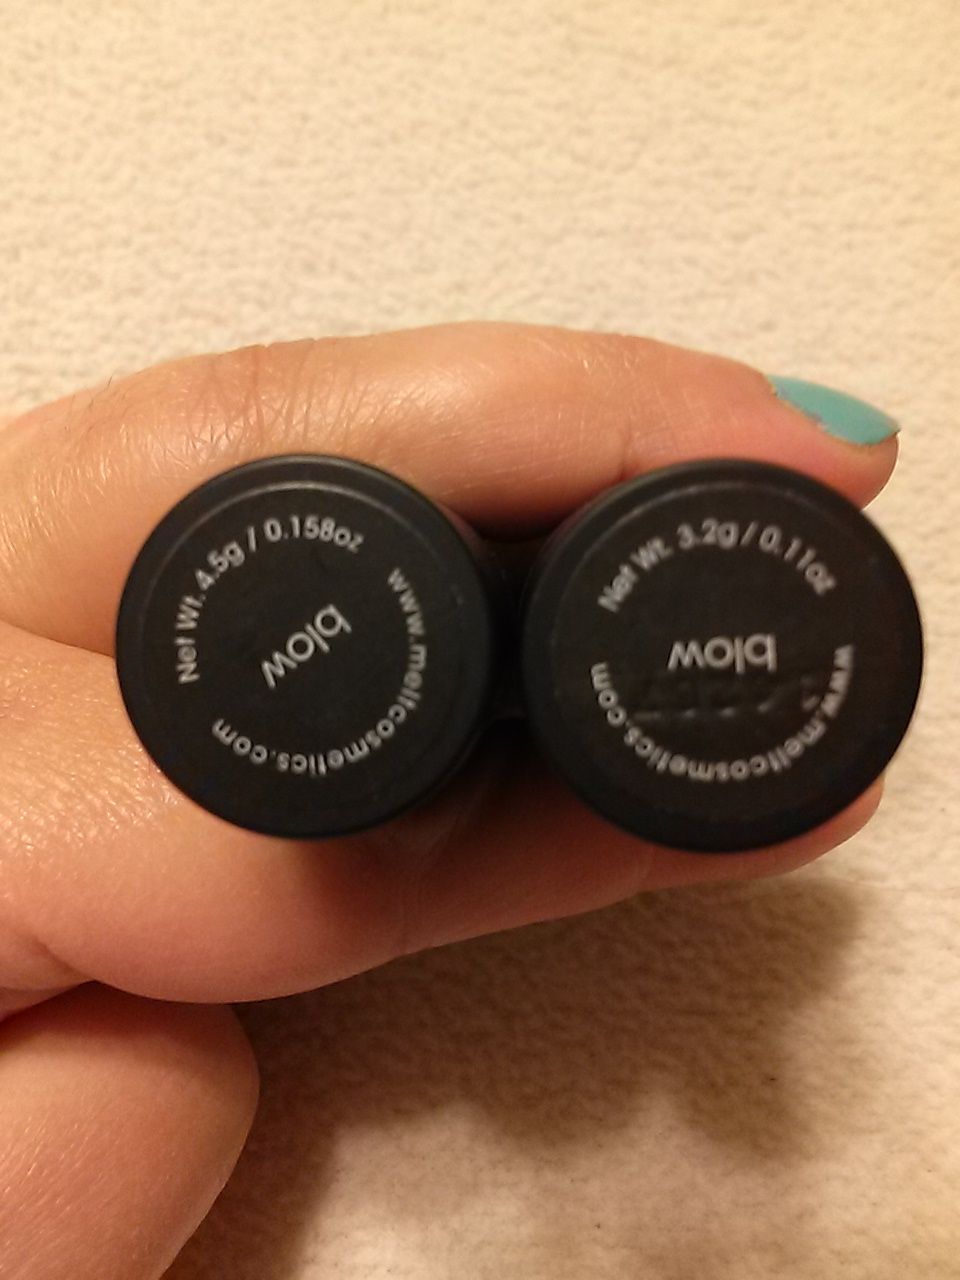 Net Wt. 4.5g / 0.158oz
blow
www.meltcosmetics.com
Net Wt. 3.2g / 0.11oz
blow
www.meltcosmetics.com